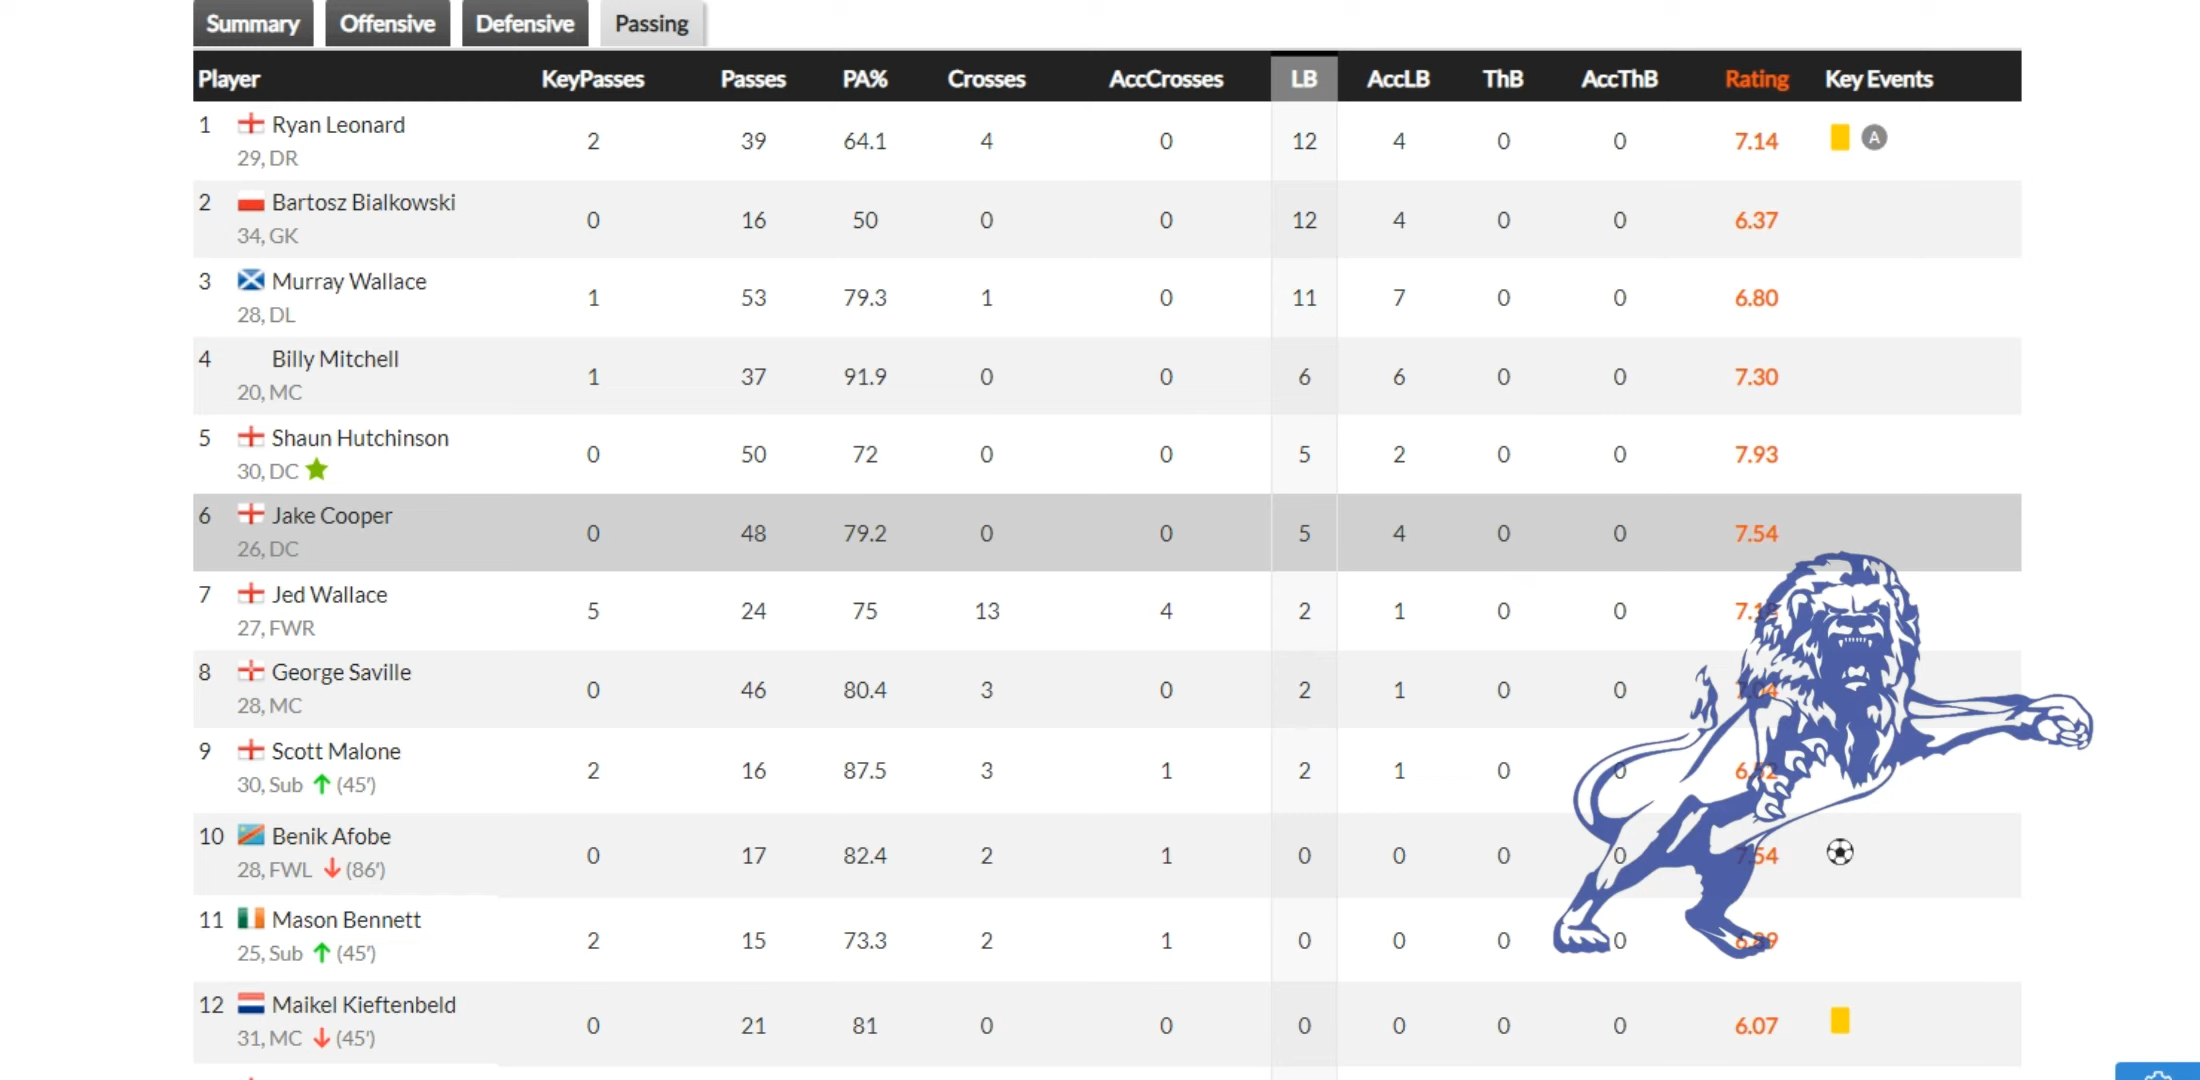 Summary Offensive Defensive Passing
Player KeyPasses Passes PA% Crosses AccCrosses LB AccLB ThB AccThB Rating Key Events
1 Ryan Leonard 2 39 64.1 4 0 12 4 0 0 7.14 A
29, DR
2 Bartosz Bialkowski 0 16 50 0 0 12 4 0 0 6.37
34, GK
3 Murray Wallace 1 53 79.3 1 0 11 7 0 0 6.80
28, DL
4 Billy Mitchell 1 37 91.9 0 0 6 6 0 0 7.30
20, MC
5 Shaun Hutchinson 0 50 72 0 0 5 2 0 0 7.93
30, DC
6 Jake Cooper 0 48 79.2 0 0 5 4 0 0 7.54
26, DC
7 Jed Wallace 5 24 75 13 4 2 1 0 0
27, FWR
8 George Saville 0 46 80.4 3 0 2 1 0 0
28, MC
9 Scott Malone 2 16 87.5 3 1 2 1 0 0
30, Sub (45')
10 Benik Afobe 0 17 82.4 2 1 0 0 0 0 7.54
28, FWL (86')
11 Mason Bennett 2 15 73.3 2 1 0 0 0 0
25, Sub (45')
12 Maikel Kieftenbeld 0 21 81 0 0 0 0 0 0 6.07
31, MC (45')